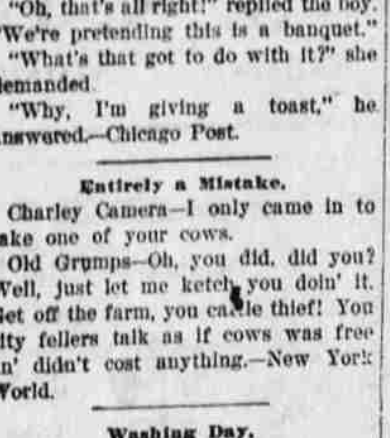 "Oh, that's all right!" replied the boy.
"We're pretending this is a banquet."
"What's that got to do with it?" she
demanded.
"Why, I'm giving a toast," he
answered.—Chicago Post.
Entirely a Mistake.
Charley Camera—I only came in to
ake one of your cows.
Old Grumps—Oh, you did, did you?
Well, just let me ketch you doin' it.
Get off the farm, you cattle thief! You
ity fellers talk as if cows was free
n' didn't cost anything.—New York
World.
Washing Day.